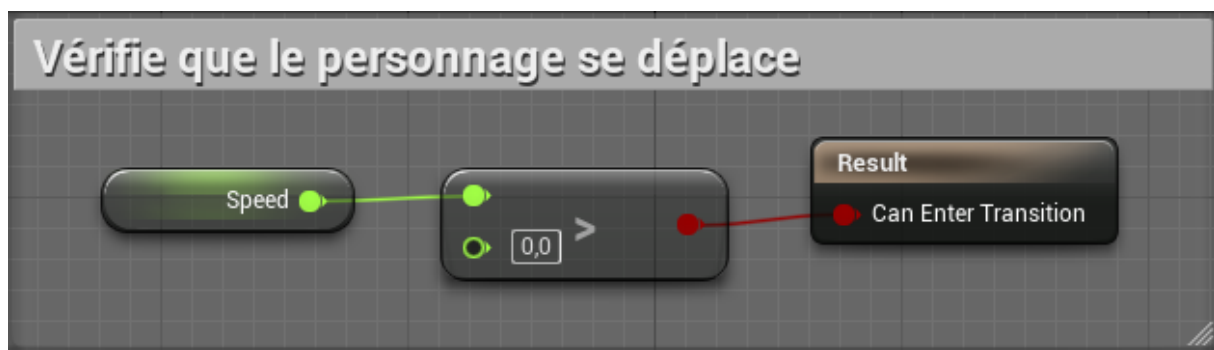 Vérifie que le personnage se déplace
Speed
0,0
>
Result
Can Enter Transition